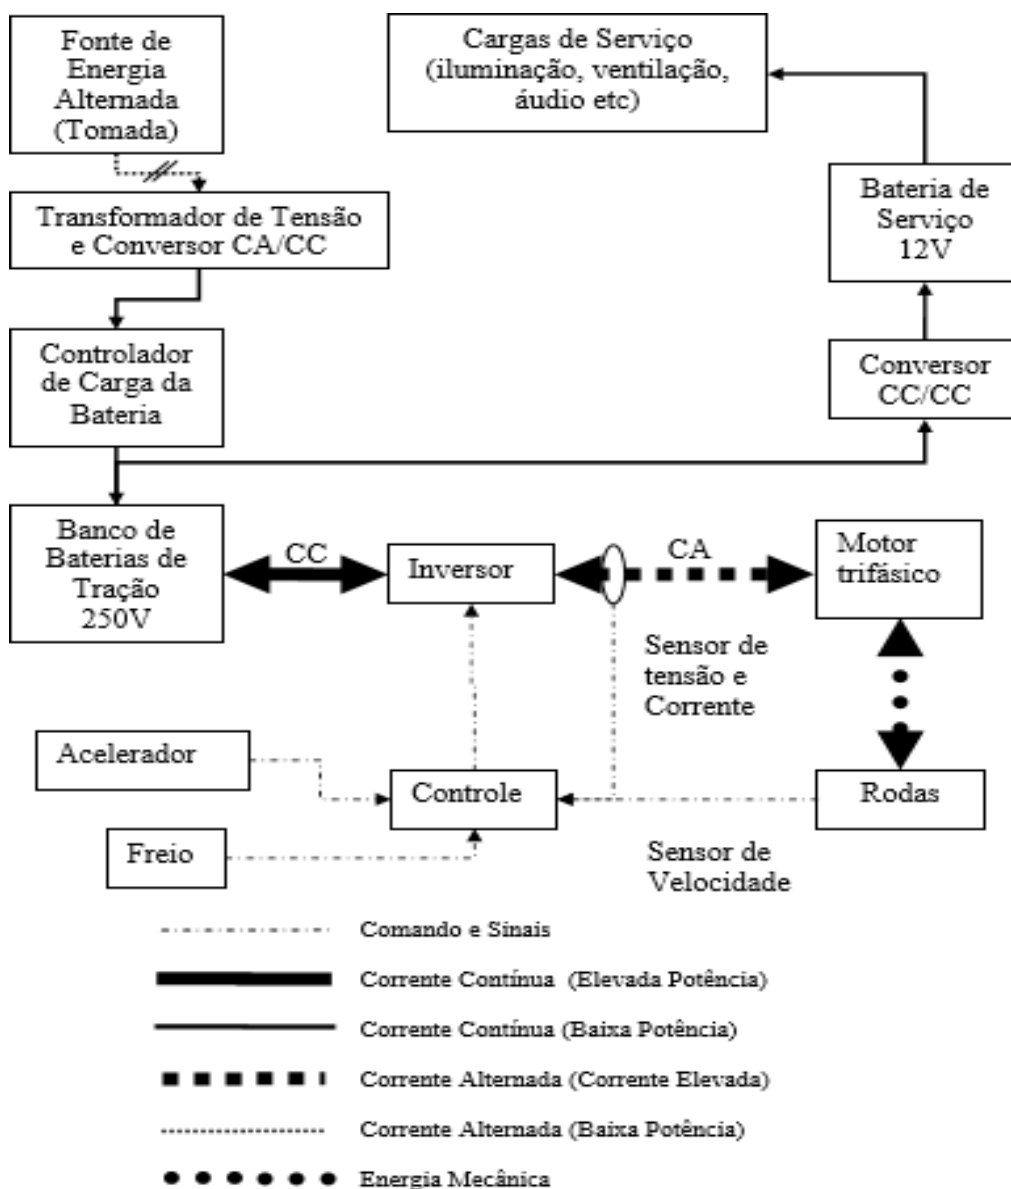 Fonte de
Energia
Alternada
(Tomada)
Cargas de Serviço
(iluminação, ventilação,
áudio etc)
Transformador de Tensão
e Conversor CA/CC
Bateria de
Serviço
12V
Controlador
de Carga da
Bateria
Conversor
CC/CC
Banco de
Baterias de
Tração
250V
CC
Inversor
CA
Motor
trifásico
Sensor de
tensão e
Corrente
Acelerador
Controle
Rodas
Freio
Sensor de
Velocidade
Comando e Sinais
Corrente Contínua (Elevada Potência)
Corrente Contínua (Baixa Potência)
Corrente Alternada (Corrente Elevada)
Corrente Alternada (Baixa Potência)
Energia Mecânica